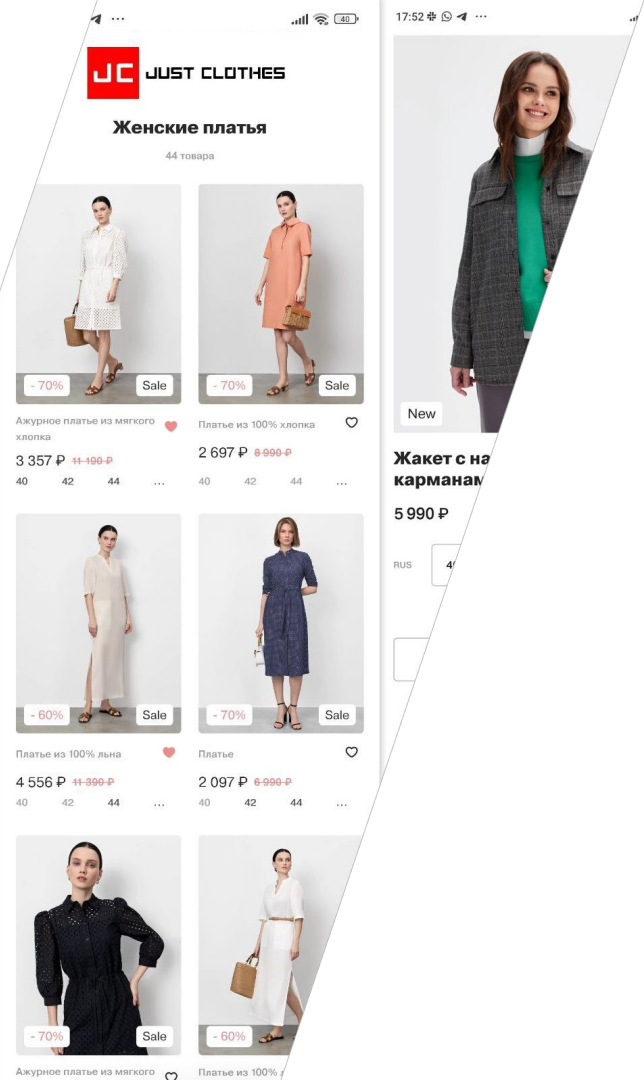 40
JC JUST CLOTHES
Женские платья
44 товара
- 70% Sale
- 70% Sale
Ажурное платье из мягкого
хлопка
3 357 ₽ 11 190 ₽
40 42 44 ...
Платье из 100% хлопка
2 697 ₽ 8 990 ₽
40 42 44 ...
- 60% Sale
- 70% Sale
Платье из 100% льна
4 556 ₽ 11 390 ₽
40 42 44 ...
Платье
2 097 ₽ 6 990 ₽
40 42 44 ...
- 70% Sale
- 60%
Ажурное платье из мягкого
Платье из 100%
17:52
New
Жакет с на
карманам
5 990 ₽
RUS